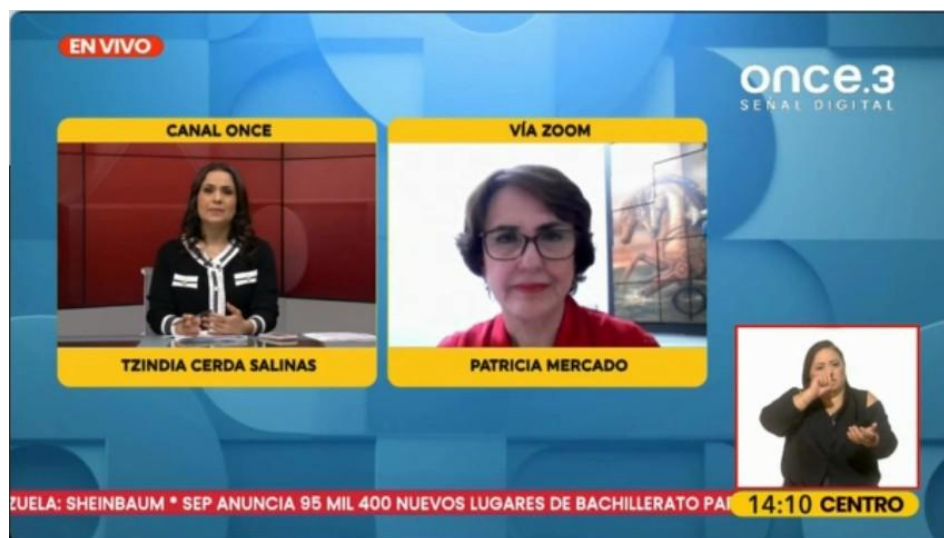 EN VIVO
once.3
SEÑAL DIGITAL
CANAL ONCE
VÍA ZOOM
TZINDIA CERDA SALINAS
PATRICIA MERCADO
ZUELA: SHEINBAUM * SEP ANUNCIA 95 MIL 400 NUEVOS LUGARES DE BACHILLERATO PA
14:10 CENTRO